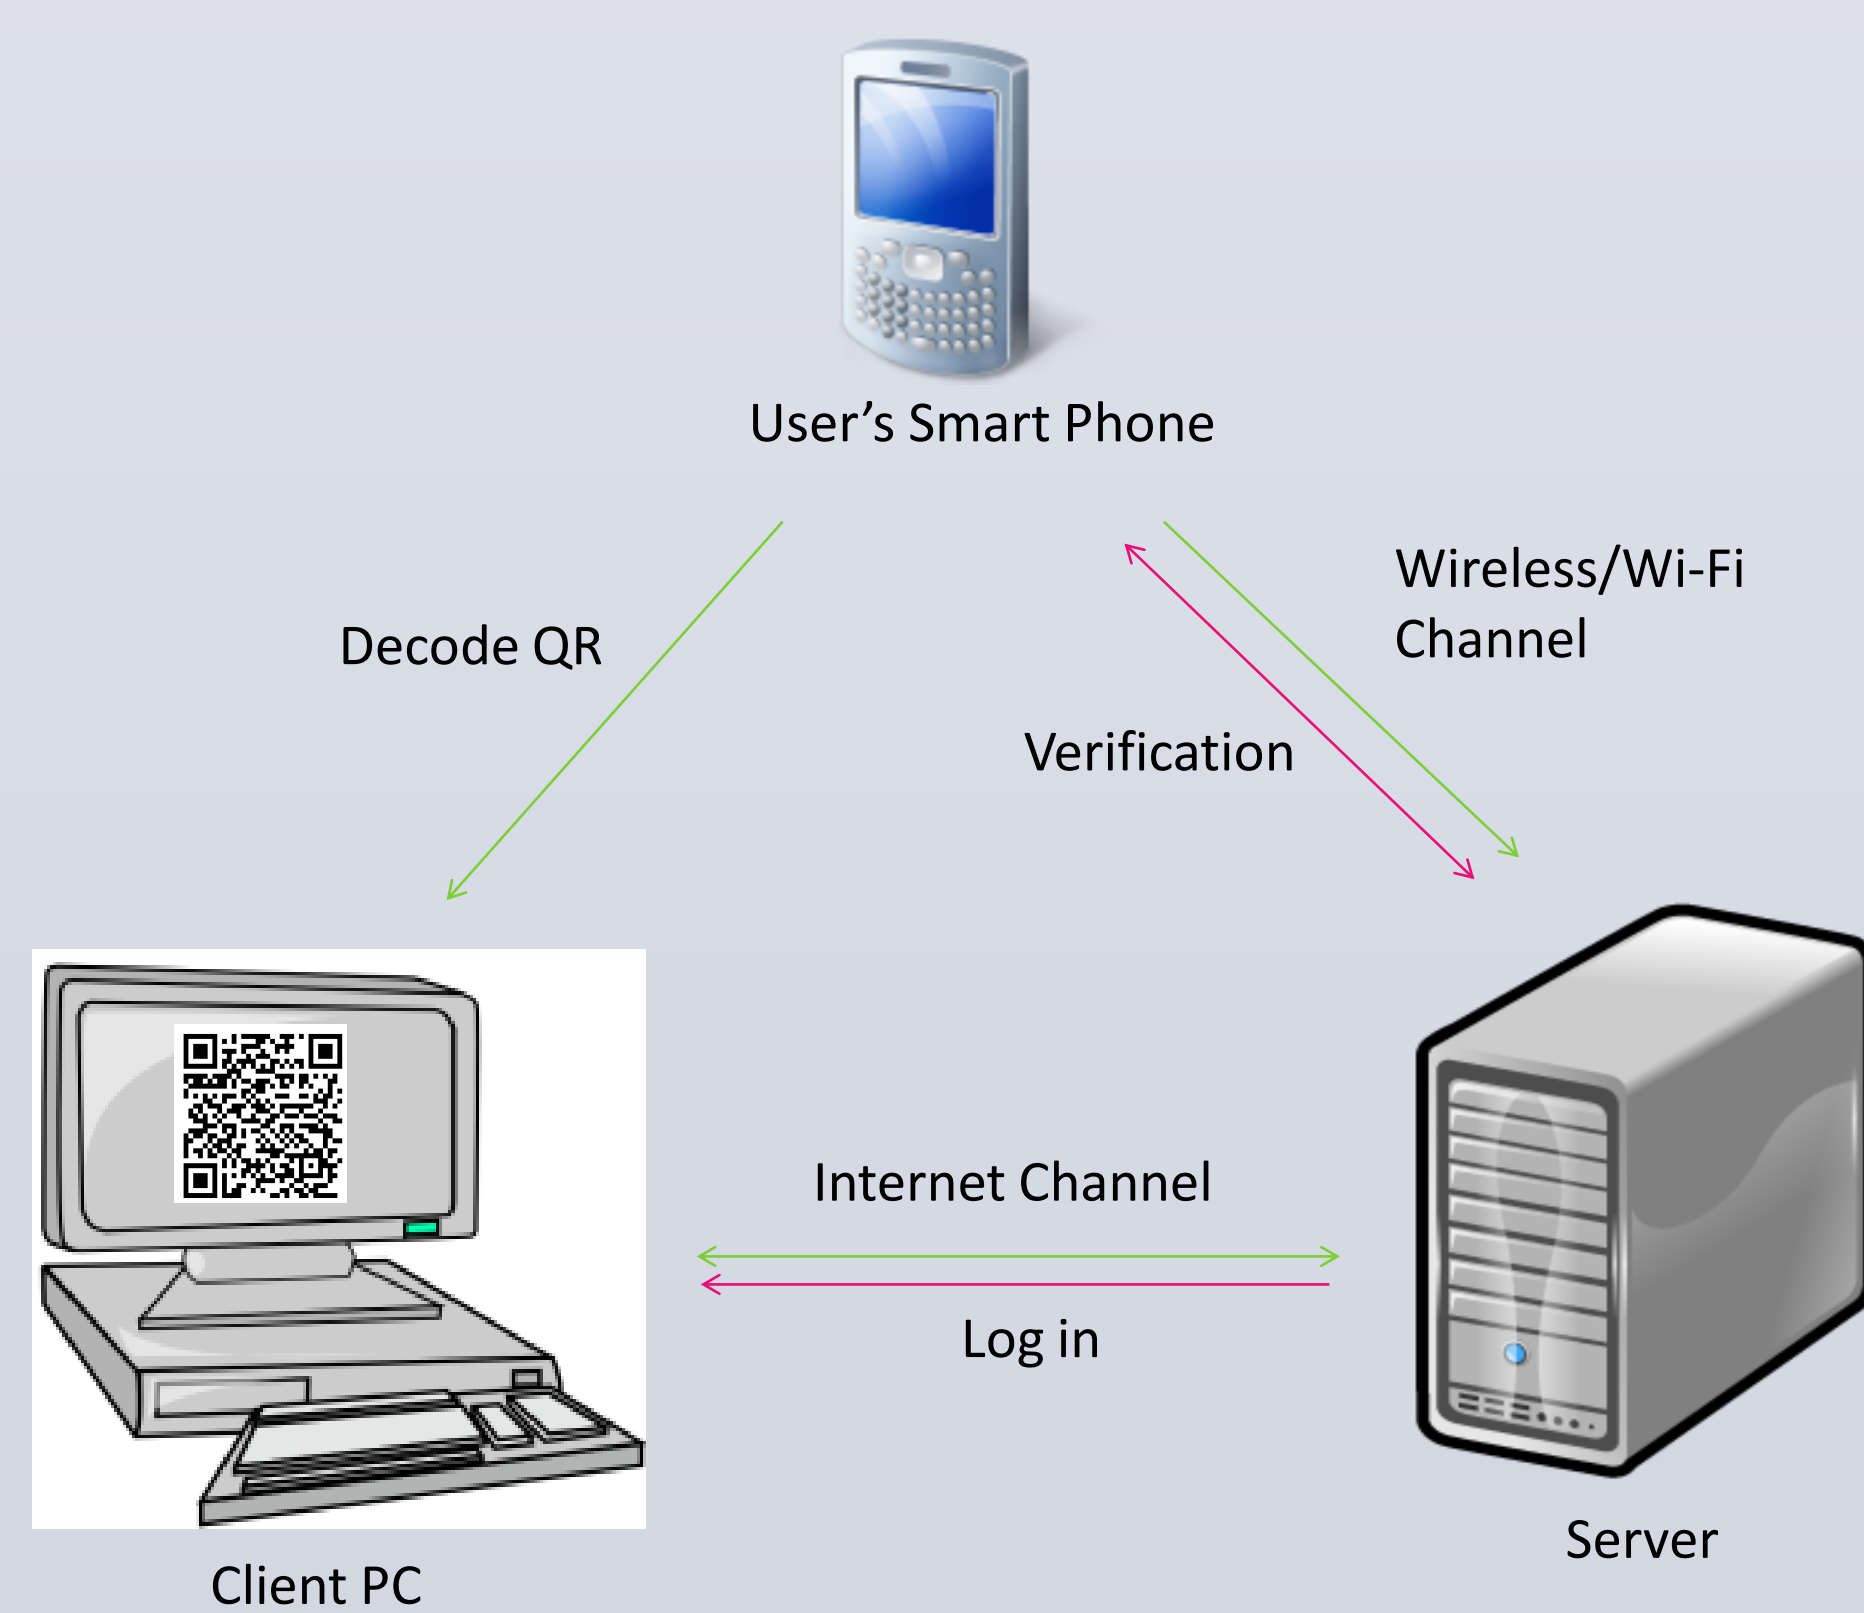 User’s Smart Phone
Wireless/Wi-Fi
Channel
Decode QR
Verification
Internet Channel
Log in
Server
Client PC